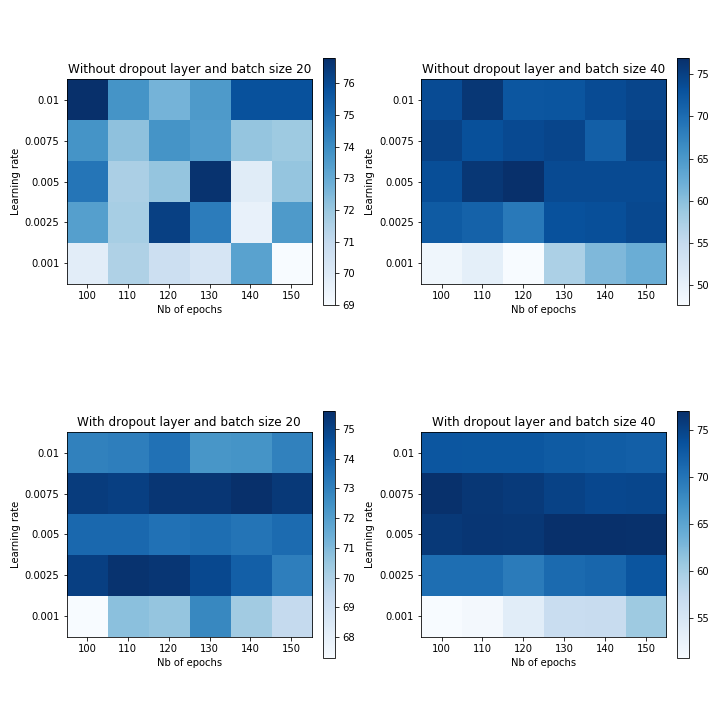 Without dropout layer and batch size 20
0.01
0.0075
0.005
0.0025
0.001
Learning rate
100 110 120 130 140 150
Nb of epochs
76
75
74
73
72
71
70
69
Without dropout layer and batch size 40
0.01
0.0075
0.005
0.0025
0.001
Learning rate
100 110 120 130 140 150
Nb of epochs
75
70
65
60
55
50
With dropout layer and batch size 20
0.01
0.0075
0.005
0.0025
0.001
Learning rate
100 110 120 130 140 150
Nb of epochs
75
74
73
72
71
70
69
68
With dropout layer and batch size 40
0.01
0.0075
0.005
0.0025
0.001
Learning rate
100 110 120 130 140 150
Nb of epochs
75
70
65
60
55